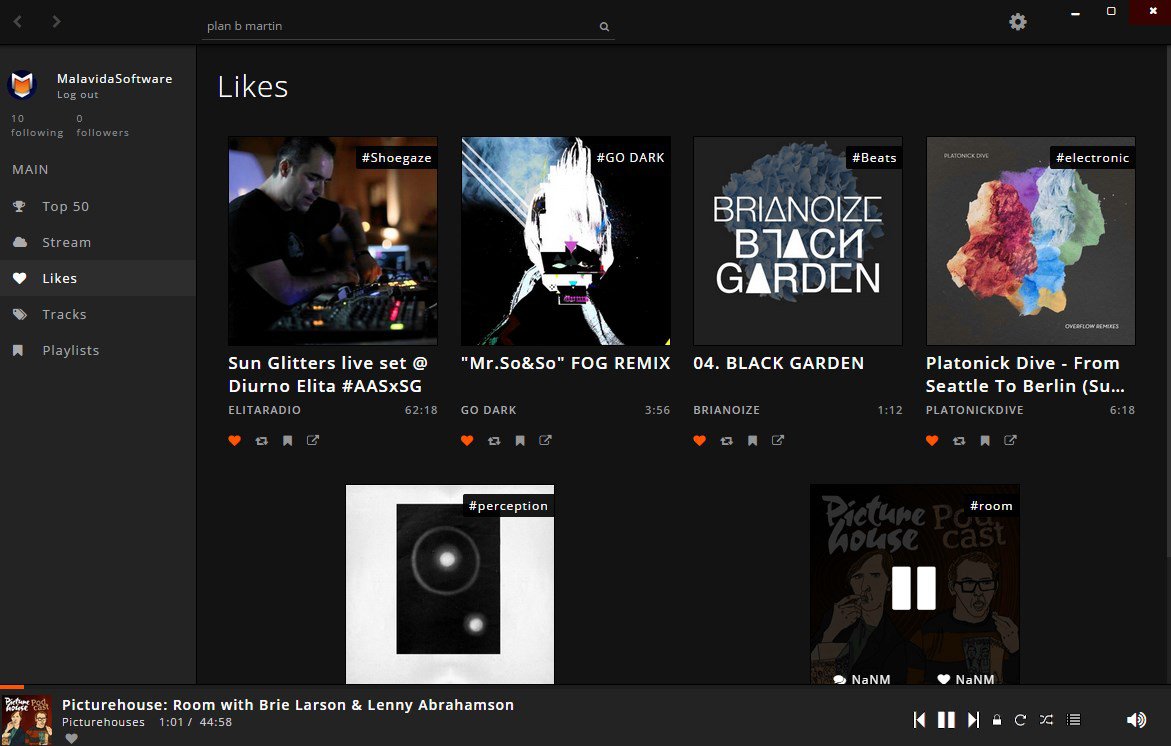 plan b martin
MalavidaSoftware
Log out
10
following
0
followers
MAIN
Top 50
Stream
Likes
Tracks
Playlists
Likes
#Shoegaze
Sun Glitters live set @
Diurno Elita #AASxSG
ELITARADIO 62:18
#GO DARK
"Mr.So&So" FOG REMIX
GO DARK 3:56
#Beats
BRIANOIZE
BLACK
GARDEN
04. BLACK GARDEN
BRIANOIZE 1:12
PLATONICK DIVE
#electronic
OVERFLOW REMIXES
Platonick Dive - From
Seattle To Berlin (Su...
PLATONICKDIVE 6:18
#perception
#room
Picture Pod
house cast
NaNM NaNM
Picture Pod
house cast
Picturehouse: Room with Brie Larson & Lenny Abrahamson
Picturehouses 1:01 / 44:58